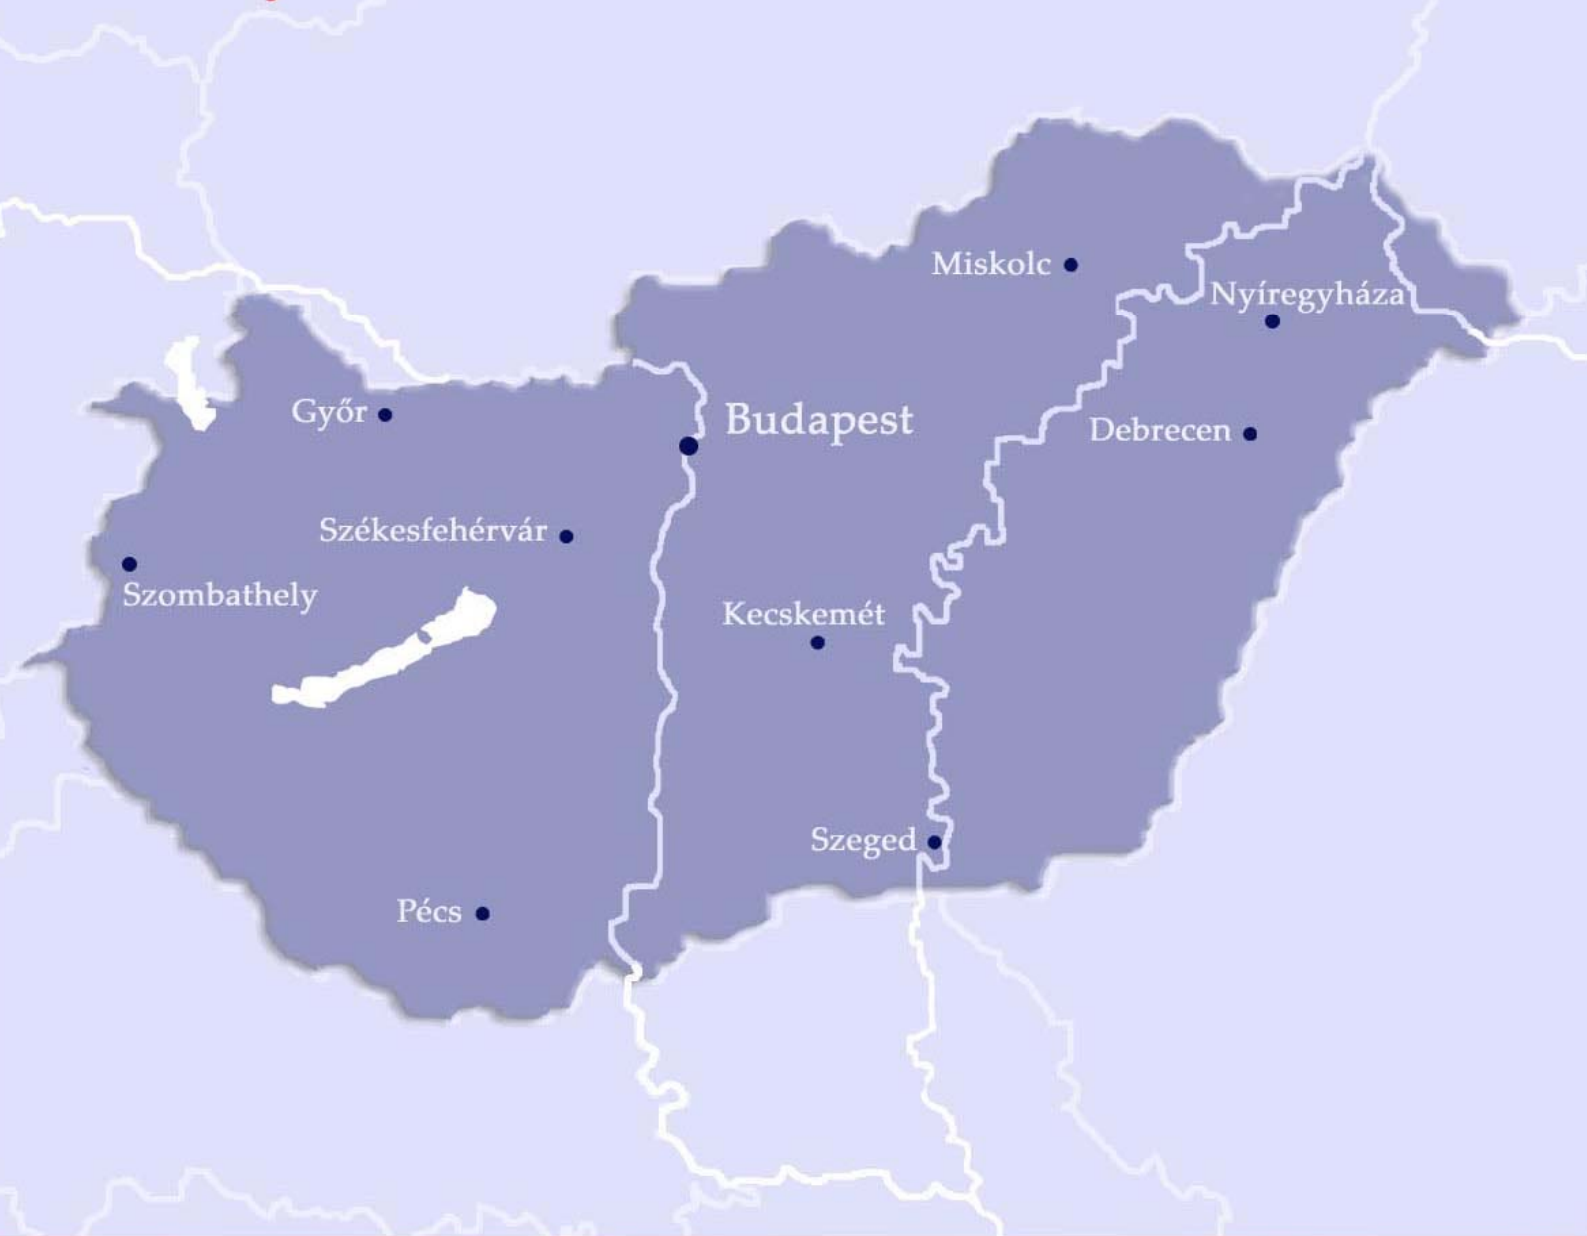 Miskolc
Nyíregyháza
Győr
Budapest
Debrecen
Székesfehérvár
Szombathely
Kecskemét
Szeged
Pécs